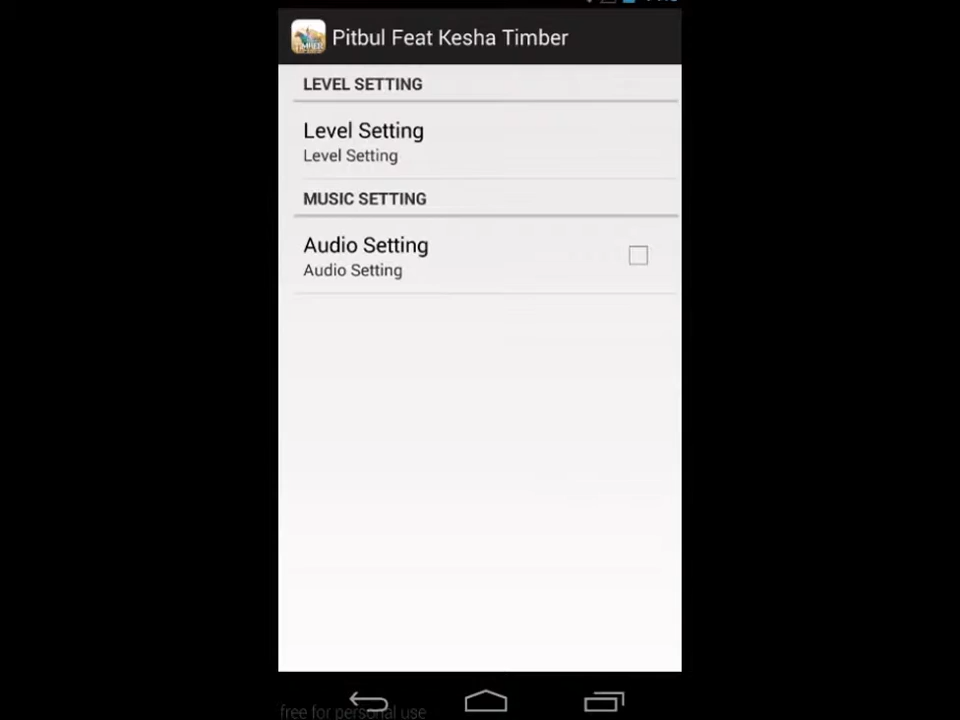 Pitbul Feat Kesha Timber
LEVEL SETTING
Level Setting
Level Setting
MUSIC SETTING
Audio Setting
Audio Setting
free for personal use